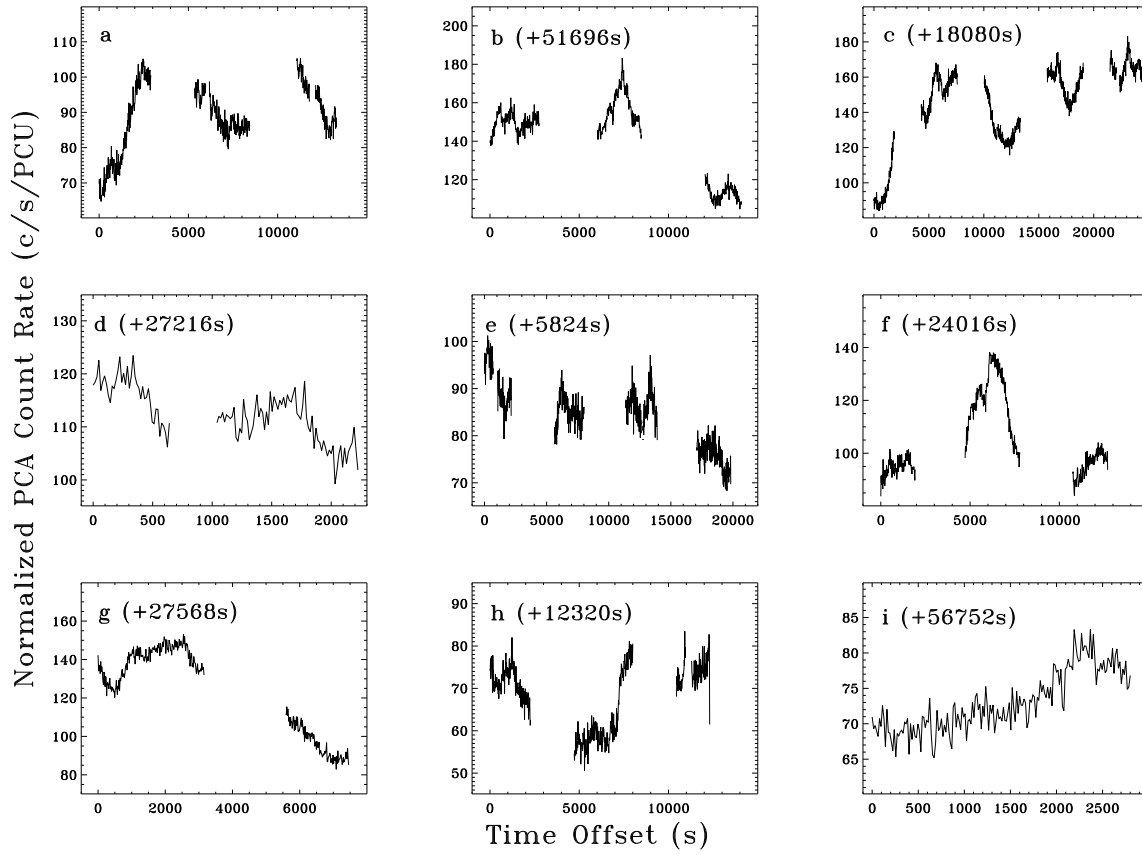 Normalized PCA Count Rate (c/s/PCU)
a
110
100
90
80
70
0 5000 10000
b (+51696s)
200
180
160
140
120
0 5000 10000
c (+18080s)
180
160
140
120
100
0 5000 10000 15000 20000
d (+27216s)
130
120
110
100
0 500 1000 1500 2000
e (+5824s)
100
90
80
70
0 5000 10000 15000 20000
f (+24016s)
140
120
100
0 5000 10000
g (+27568s)
160
140
120
100
80
0 2000 4000 6000
h (+12320s)
90
80
70
60
50
0 5000 10000
i (+56752s)
85
80
75
70
65
0 500 1000 1500 2000 2500
Time Offset (s)